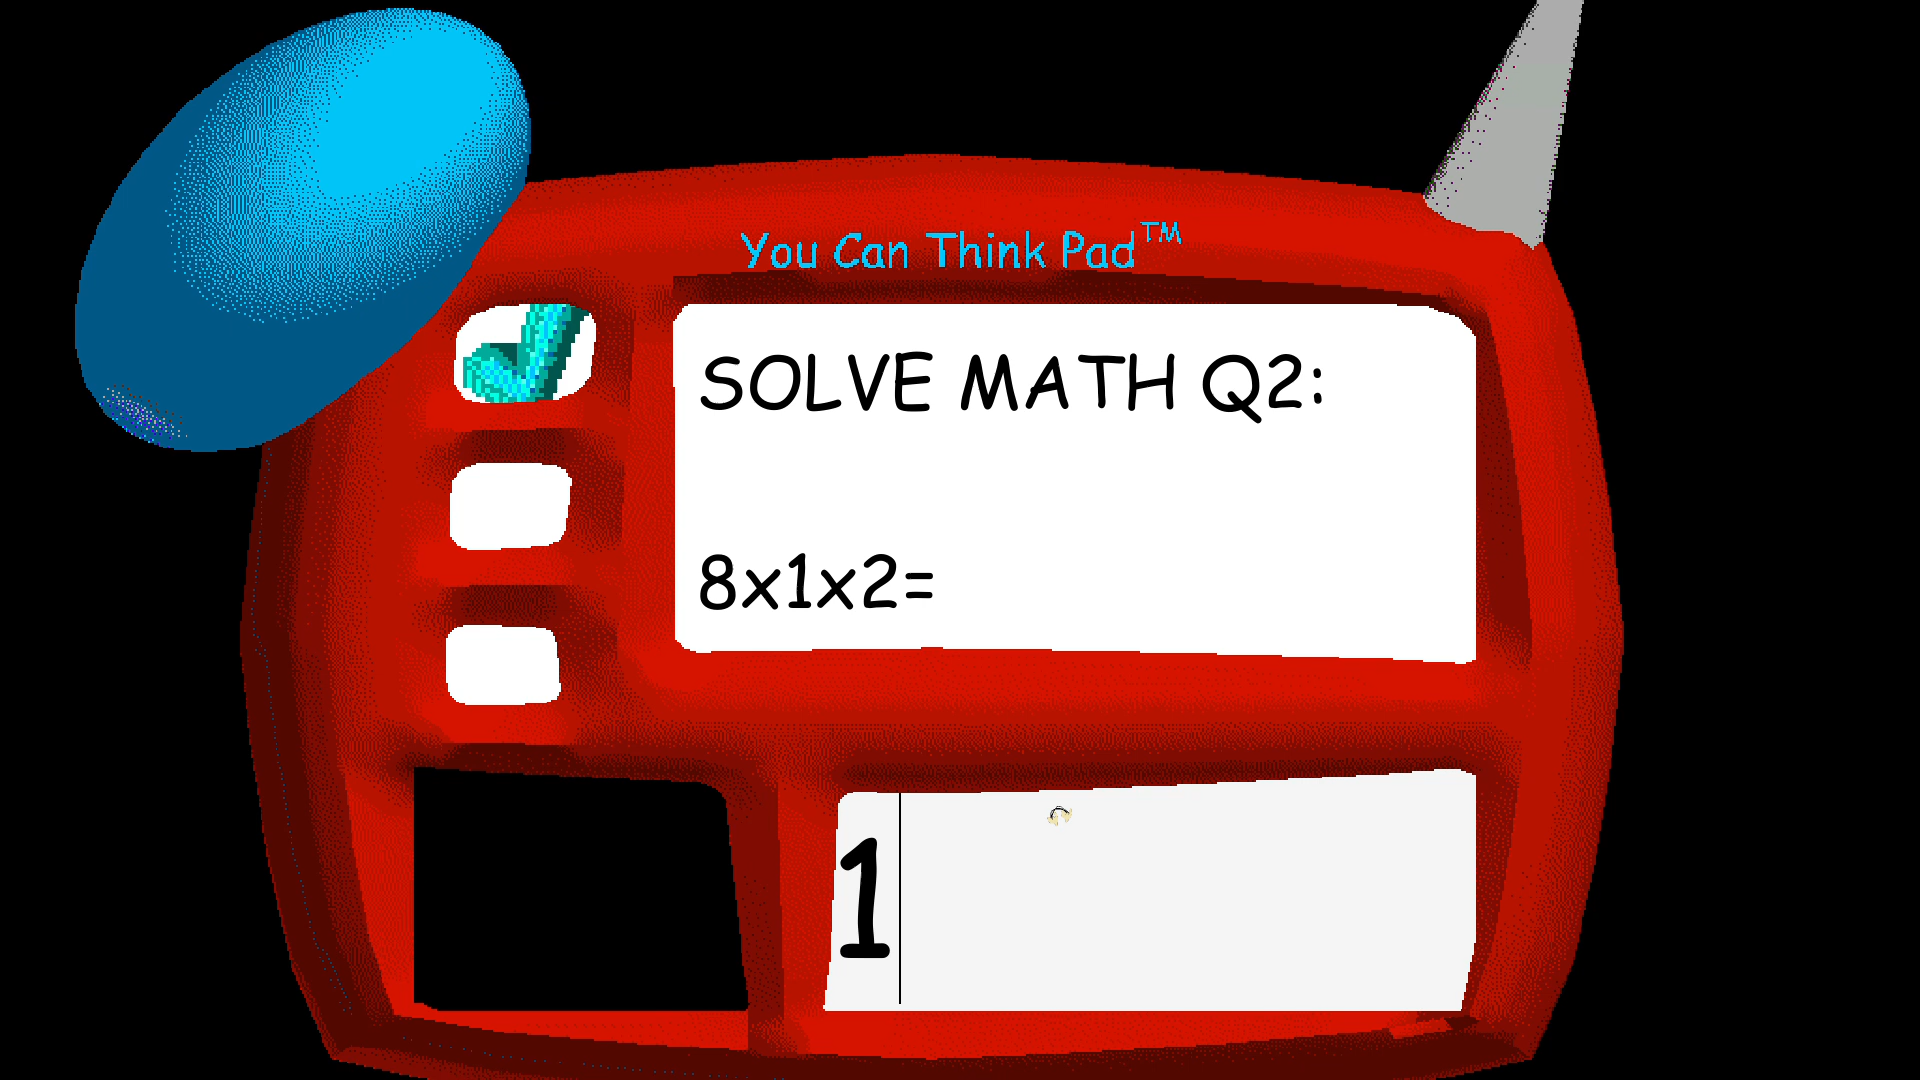 You Can Think Pad™
SOLVE MATH Q2:
8x1x2=
1